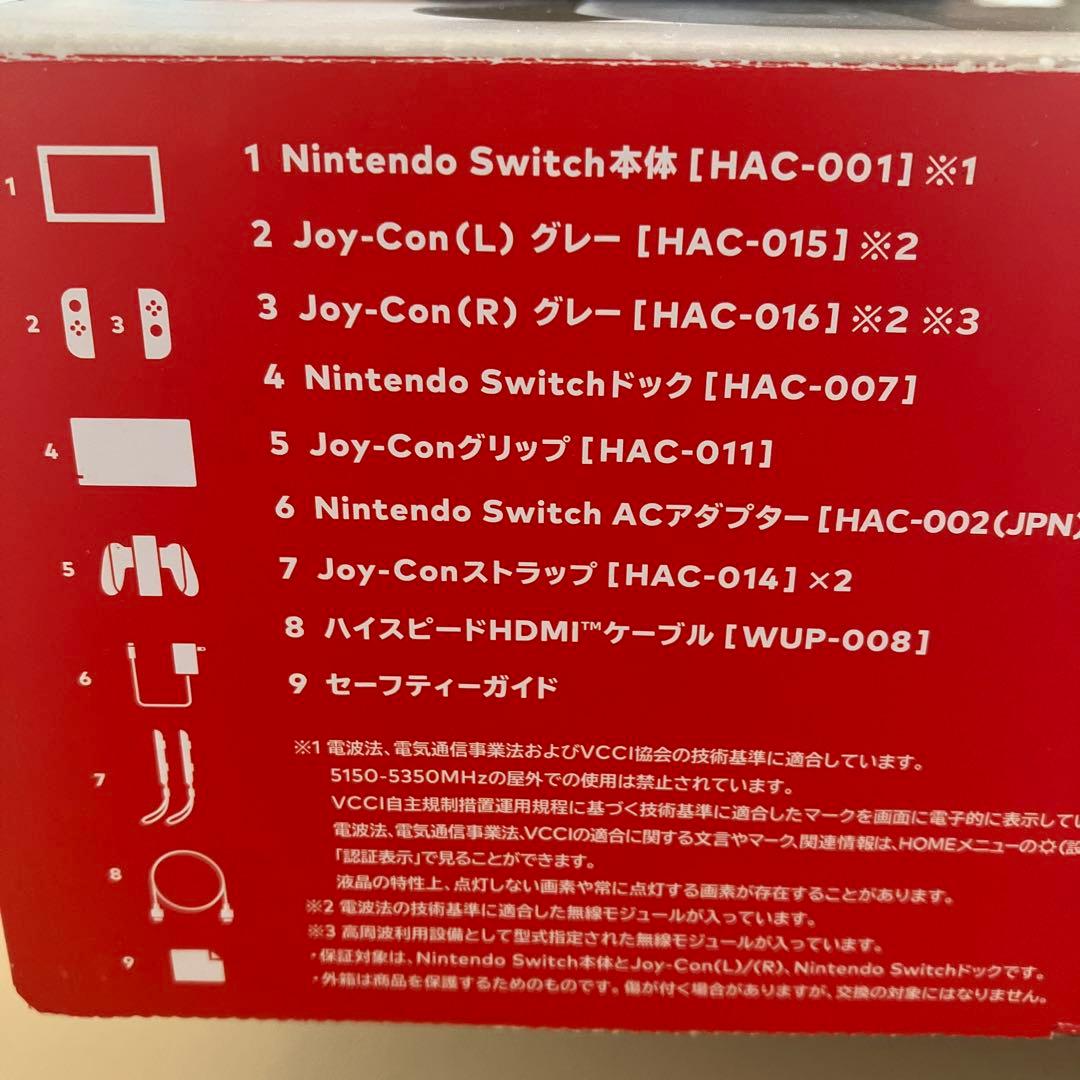 1 Nintendo Switch本体 [HAC-001] ※1
2 Joy-Con(L) グレー [HAC-015] ※2
3 Joy-Con(R) グレー [HAC-016] ※2 ※3
4 Nintendo Switchドック [HAC-007]
5 Joy-Conグリップ [HAC-011]
6 Nintendo Switch ACアダプター [HAC-002(JPN)
7 Joy-Conストラップ [HAC-014] ×2
8 ハイスピードHDMI™ケーブル [WUP-008]
9 セーフティーガイド
※1 電波法、電気通信事業法およびVCCI協会の技術基準に適合しています。
5150-5350MHzの屋外での使用は禁止されています。
VCCI自主規制措置運用規程に基づく技術基準に適合したマークを画面に電子的に表示してい
電波法、電気通信事業法、VCCIの適合に関する文言やマーク関連情報は、HOMEメニューの(設
「認証表示」で見ることができます。
液晶の特性上、点灯しない画素や常に点灯する画素が存在することがあります。
※2 電波法の技術基準に適合した無線モジュールが入っています。
※3 高周波利用設備として型式指定された無線モジュールが入っています。
・保証対象は、Nintendo Switch本体とJoy-Con(L)/(R)、Nintendo Switchドックです。
・外箱は商品を保護するためのものです。傷が付く場合がありますが、交換の対象にはなりません。
1
2
3
4
5
6
7
8
9